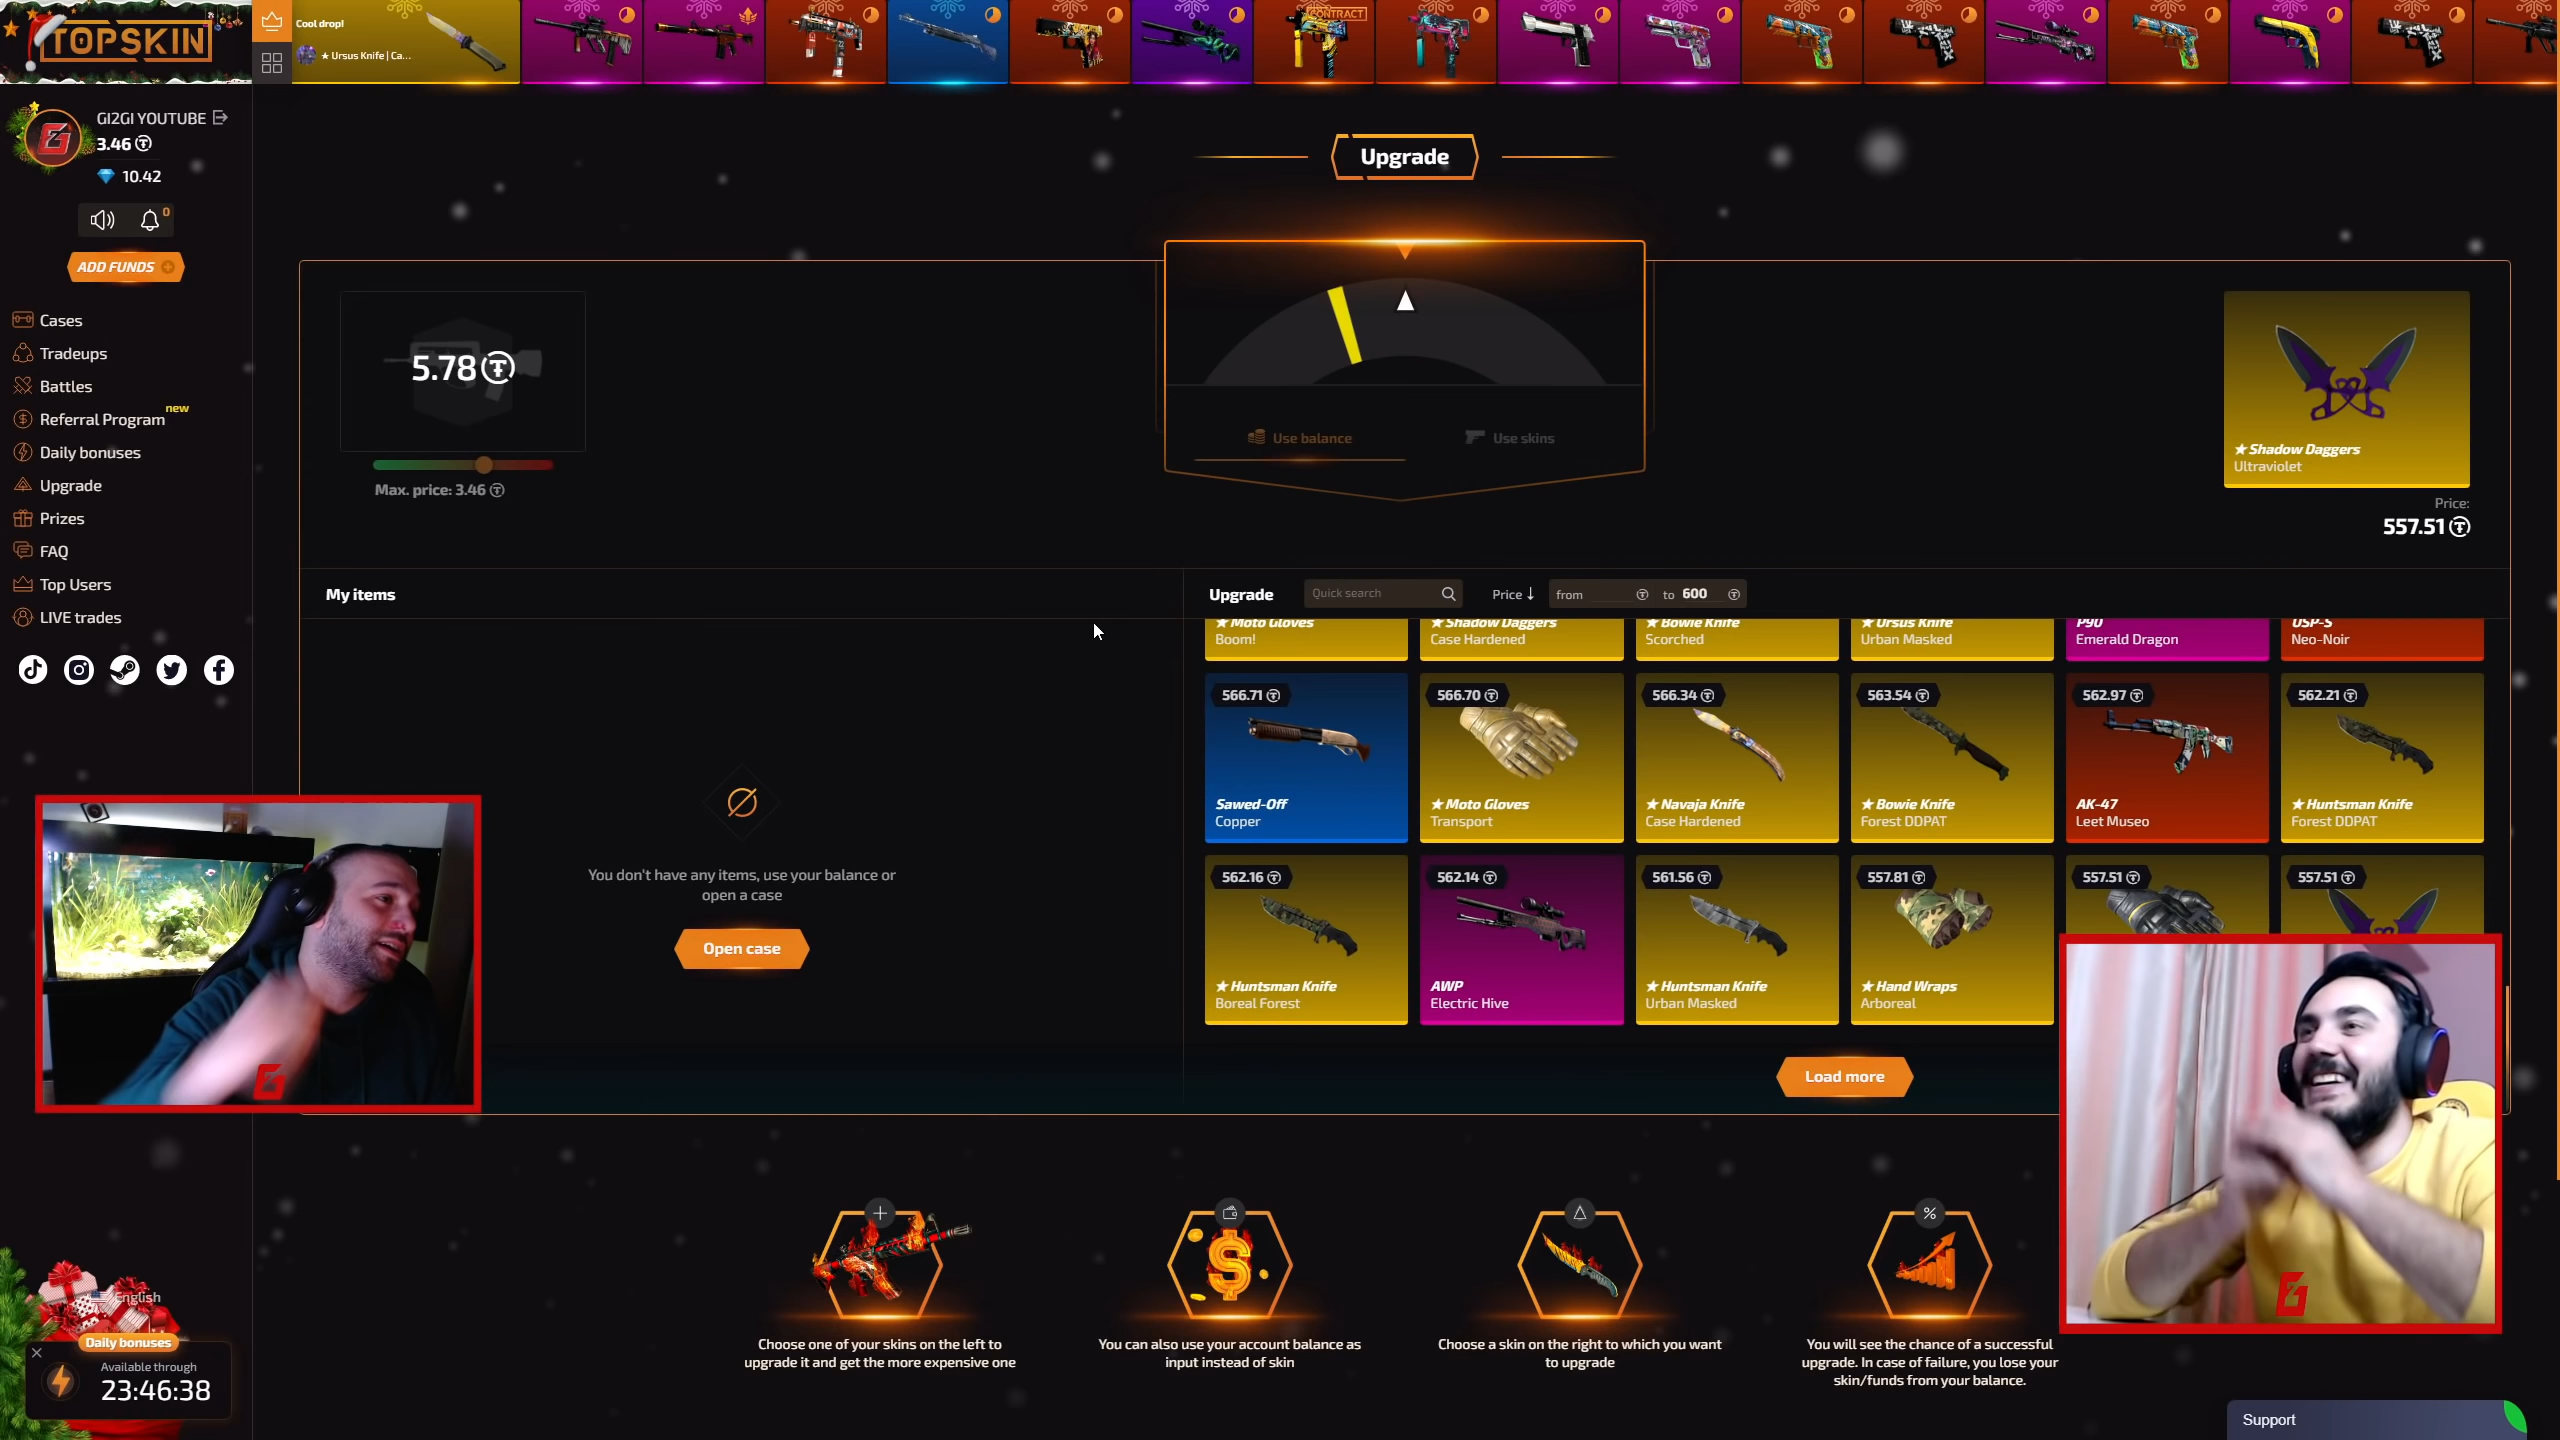 TOPSKIN
Cool drop!
★ Ursus Knife | Ca...
CONTRACT
GI2GI YOUTUBE
3.46
10.42
0
ADD FUNDS
Cases
Tradeups
Battles
Referral Program new
Daily bonuses
Upgrade
Prizes
FAQ
Top Users
LIVE trades
Upgrade
5.78
Max. price: 3.46
Use balance
Use skins
★ Shadow Daggers
Ultraviolet
Price:
557.51
My items
Upgrade
Quick search
Price
from
to 600
★ Moto Gloves
Boom!
★ Shadow Daggers
Case Hardened
★ Bowie Knife
Scorched
★ Ursus Knife
Urban Masked
P90
Emerald Dragon
USP-S
Neo-Noir
566.71
Sawed-Off
Copper
566.70
★ Moto Gloves
Transport
566.34
★ Navaja Knife
Case Hardened
563.54
★ Bowie Knife
Forest DDPAT
562.97
AK-47
Leet Museo
562.21
★ Huntsman Knife
Forest DDPAT
562.16
★ Huntsman Knife
Boreal Forest
562.14
AWP
Electric Hive
561.56
★ Huntsman Knife
Urban Masked
557.81
★ Hand Wraps
Arboreal
557.51
557.51
You don't have any items, use your balance or
open a case
Open case
Load more
Choose one of your skins on the left to
upgrade it and get the more expensive one
You can also use your account balance as
input instead of skin
Choose a skin on the right to which you want
to upgrade
%
You will see the chance of a successful
upgrade. In case of failure, you lose your
skin/funds from your balance.
English
Daily bonuses
Available through
23:46:38
Support